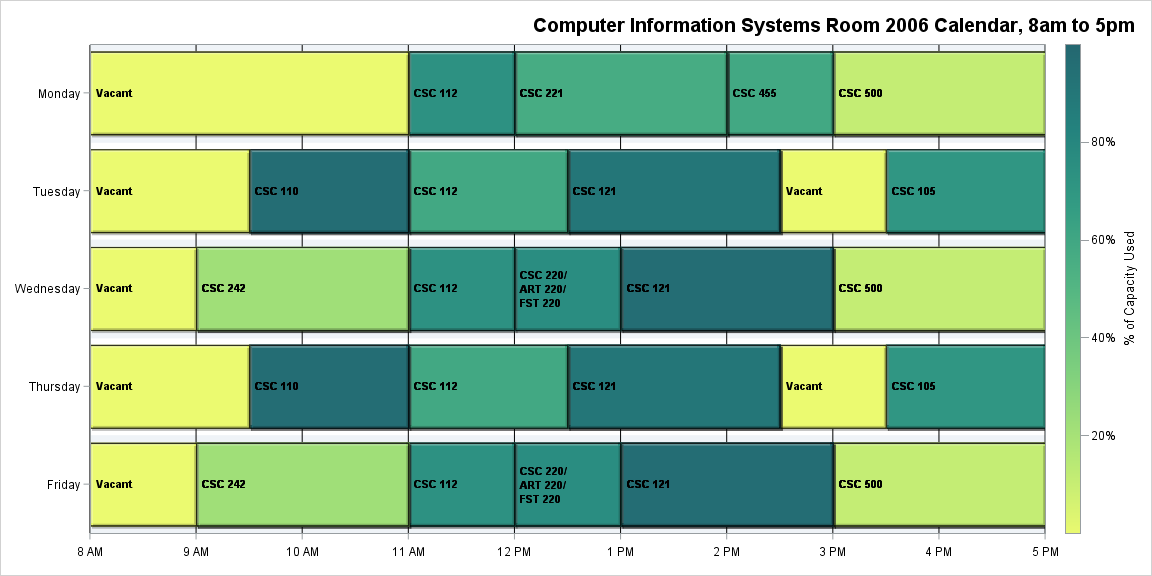 Computer Information Systems Room 2006 Calendar, 8am to 5pm
Monday
Vacant
CSC 112
CSC 221
CSC 455
CSC 500
Tuesday
Vacant
CSC 110
CSC 112
CSC 121
Vacant
CSC 105
Wednesday
Vacant
CSC 242
CSC 112
CSC 220/
ART 220/
FST 220
CSC 121
CSC 500
Thursday
Vacant
CSC 110
CSC 112
CSC 121
Vacant
CSC 105
Friday
Vacant
CSC 242
CSC 112
CSC 220/
ART 220/
FST 220
CSC 121
CSC 500
8 AM
9 AM
10 AM
11 AM
12 PM
1 PM
2 PM
3 PM
4 PM
5 PM
80%
60%
40%
20%
% of Capacity Used